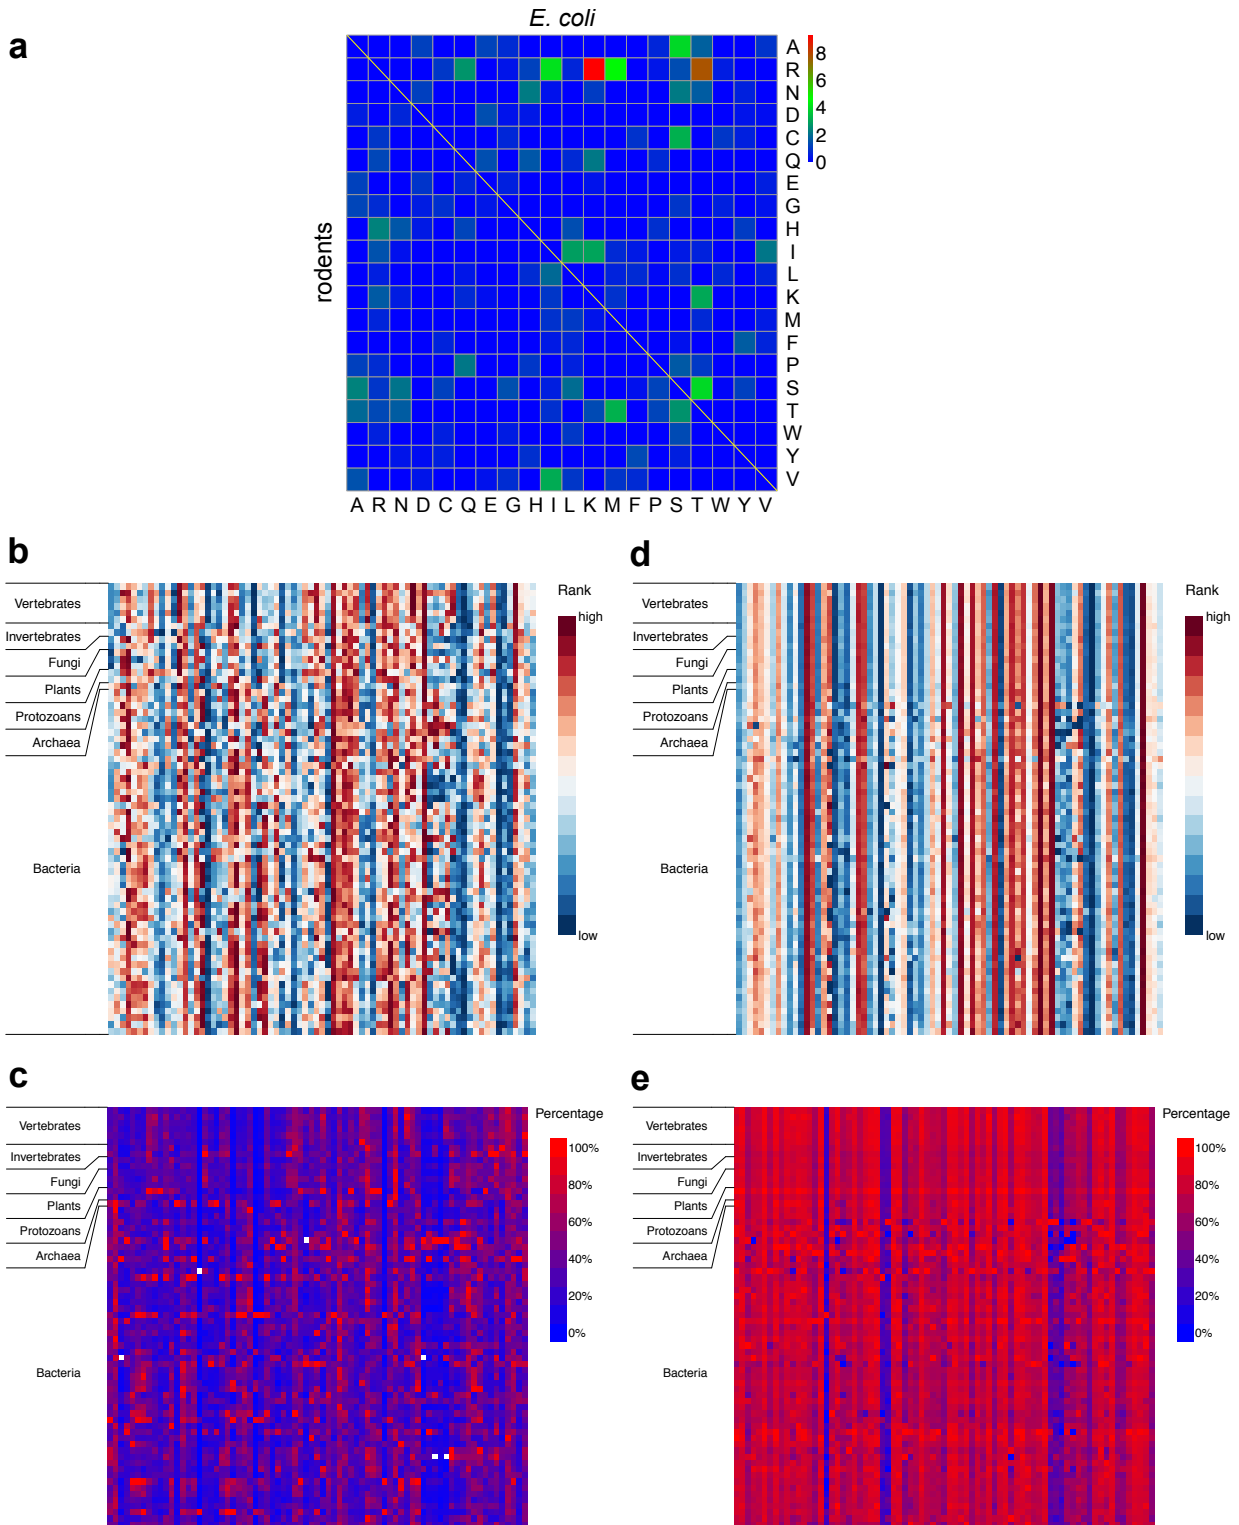 E. coli
a
A
R
N
D
C
Q
E
G
H
I
L
K
M
F
P
S
T
W
Y
V
8
6
4
2
0
rodents
A R N D C Q E G H I L K M F P S T W Y V
b
Vertebrates
Invertebrates
Fungi
Plants
Protozoans
Archaea
Bacteria
Rank
high
low
d
Vertebrates
Invertebrates
Fungi
Plants
Protozoans
Archaea
Bacteria
Rank
high
low
c
Vertebrates
Invertebrates
Fungi
Plants
Protozoans
Archaea
Bacteria
Percentage
100%
80%
60%
40%
20%
0%
e
Vertebrates
Invertebrates
Fungi
Plants
Protozoans
Archaea
Bacteria
Percentage
100%
80%
60%
40%
20%
0%